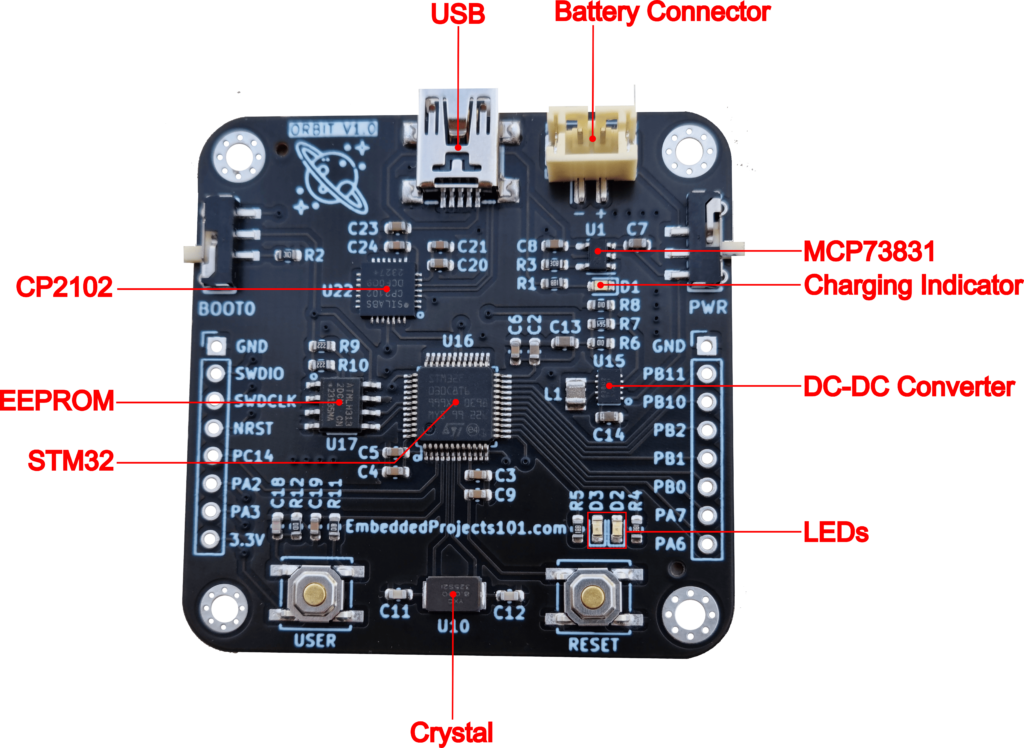 USB
Battery Connector
ORBIT V1.0
- +
U1
C23
C24
C21
C20
C8
C7
R3
R1
D1
R2
MCP73831
Charging Indicator
CP2102
U22
SILABS
CP2102
BOOT0
PWR
R8
R7
R6
C6
C2
C13
U16
U15
GND
SWDIO
SWDCLK
NRST
PC14
PA2
PA3
3.3V
R9
R10
U17
EEPROM
STM32
L1
C14
DC-DC Converter
GND
PB11
PB10
PB2
PB1
PB0
PA7
PA6
C5
C4
C3
C9
C18
R12
C19
R11
EmbeddedProjects101.com
R5
D3
D2
R4
LEDs
C11
C12
U10
USER
RESET
Crystal